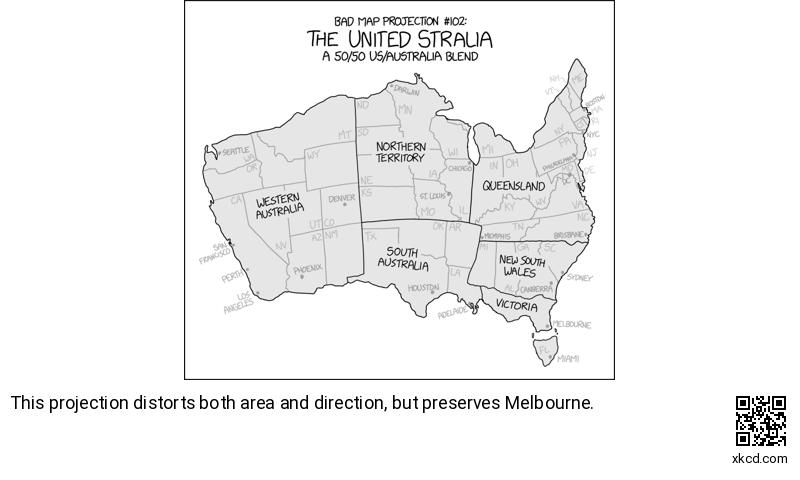 BAD MAP PROJECTION #102:
THE UNITED STRALIA
A 50/50 US/AUSTRALIA BLEND
DARWIN
ND
MN
NH
VT
ME
BOSTON
MA
RI
CT
NY
NYC
SEATTLE
WA
OR
MT
SD
NORTHERN
TERRITORY
WI
MI
PA
NJ
PHILADELPHIA
WY
CHICAGO
IN
OH
MD
DE
DC
IA
NE
KS
QUEENSLAND
CA
WESTERN
AUSTRALIA
DENVER
ST. LOUIS
MO
IL
KY
WV
VA
UT
CO
NC
SAN
FRANCISCO
NV
AZ
NM
TX
OK
AR
TN
MEMPHIS
BRISBANE
SOUTH
AUSTRALIA
MI
GA
SC
NEW SOUTH
WALES
PERTH
PHOENIX
LA
SYDNEY
HOUSTON
AL
CANBERRA
LOS
ANGELES
ADELAIDE
VICTORIA
MELBOURNE
FL
MIAMI
This projection distorts both area and direction, but preserves Melbourne.
xkcd.com